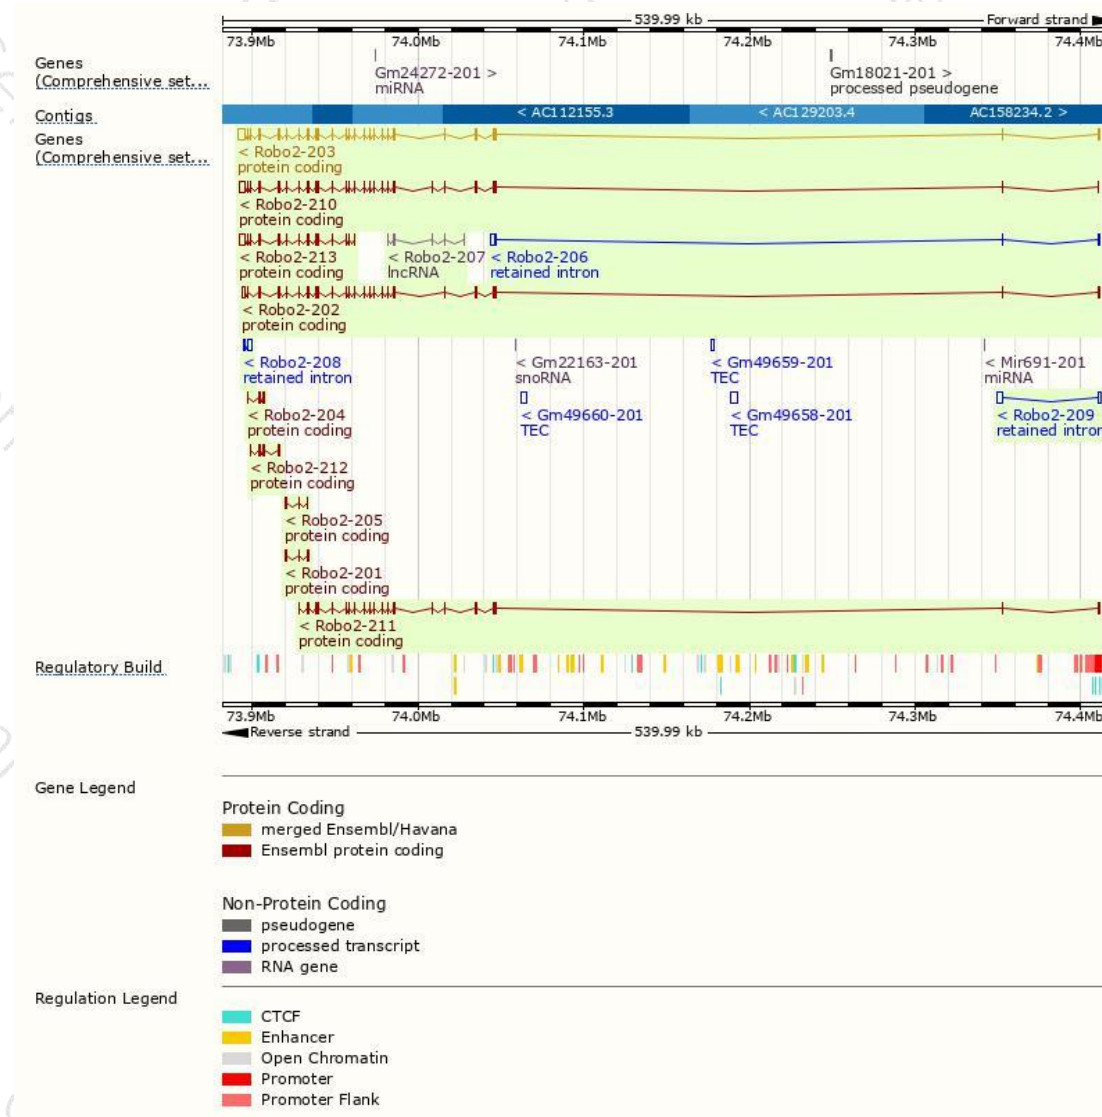 539.99 kb Forward strand
73.9Mb 74.0Mb 74.1Mb 74.2Mb 74.3Mb 74.4Mb
Genes
(Comprehensive set...
Gm24272-201 > Gm18021-201 >
miRNA processed pseudogene
Contigs < AC112155.3 < AC129203.4 AC158234.2 >
Genes
(Comprehensive set...
< Robo2-203
protein coding
< Robo2-210
protein coding
< Robo2-213 < Robo2-207 < Robo2-206
protein coding lncRNA retained intron
< Robo2-202
protein coding
< Robo2-208 < Gm22163-201 < Gm49659-201 < Mir691-201
retained intron snoRNA TEC miRNA
< Robo2-204 < Gm49660-201 < Gm49658-201 < Robo2-209
protein coding TEC TEC retained intron
< Robo2-212
protein coding
< Robo2-205
protein coding
< Robo2-201
protein coding
< Robo2-211
protein coding
Regulatory Build
73.9Mb 74.0Mb 74.1Mb 74.2Mb 74.3Mb 74.4Mb
Reverse strand 539.99 kb
Gene Legend
Protein Coding
merged Ensembl/Havana
Ensembl protein coding
Non-Protein Coding
pseudogene
processed transcript
RNA gene
Regulation Legend
CTCF
Enhancer
Open Chromatin
Promoter
Promoter Flank